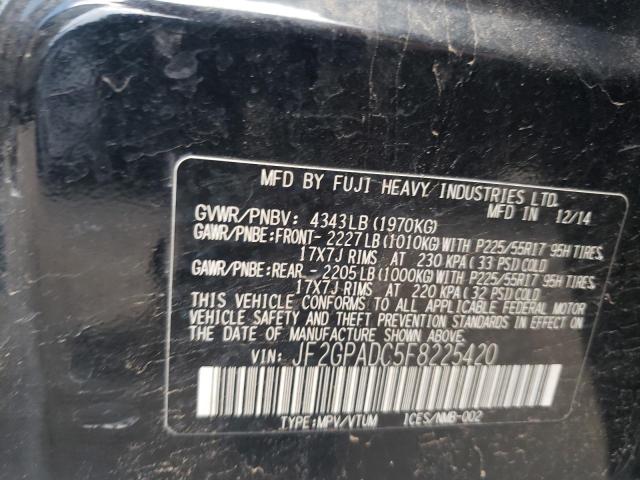 MFD BY FUJI HEAVY INDUSTRIES LTD.
MFD IN 12/14
GVWR/PNBV: 4343LB (1970KG)
GAWR/PNBE:FRONT- 2227LB (1010KG) WITH P225/55R17 95H TIRES,
17X7J RIMS AT 230 KPA (33 PSI) COLD
GAWR/PNBE:REAR - 2205LB (1000KG) WITH P225/55R17 95H TIRES,
17X7J RIMS AT 220 KPA (32 PSI) COLD
THIS VEHICLE CONFORMS TO ALL APPLICABLE FEDERAL MOTOR
VEHICLE SAFETY AND THEFT PREVENTION STANDARDS IN EFFECT ON
THE DATE OF MANUFACTURE SHOWN ABOVE.
VIN: JF2GPADC5F8225420
TYPE:MPV/VTUM ICES/NMB-002